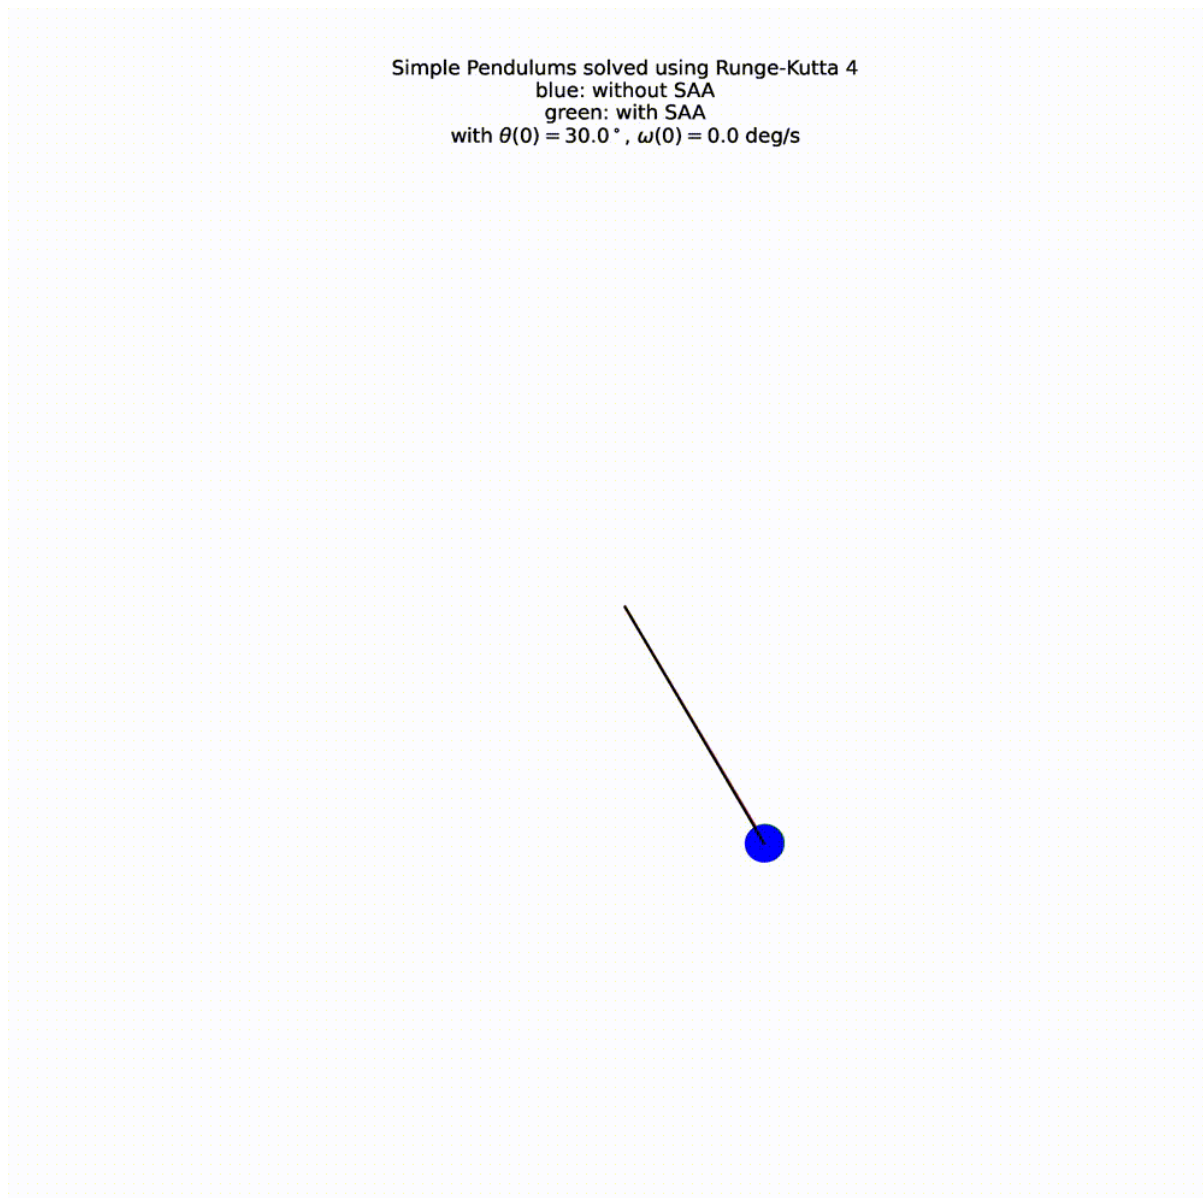 Simple Pendulums solved using Runge-Kutta 4
blue: without SAA
green: with SAA
with θ(0) = 30.0°, ω(0) = 0.0 deg/s